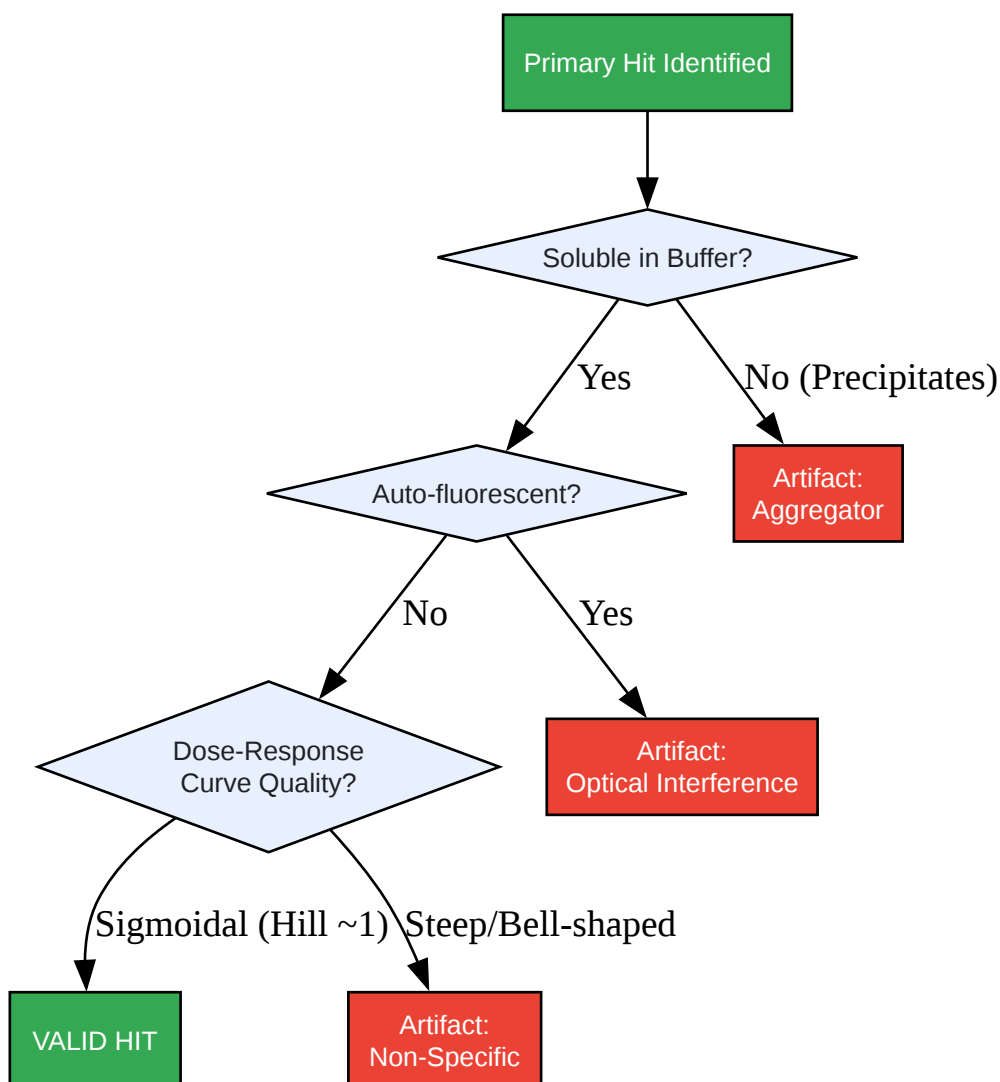 Primary Hit Identified
Soluble in Buffer?
Yes
No (Precipitates)
Auto-fluorescent?
Artifact:
Aggregator
No
Yes
Dose-Response
Curve Quality?
Artifact:
Optical Interference
Sigmoidal (Hill ~1)
Steep/Bell-shaped
VALID HIT
Artifact:
Non-Specific